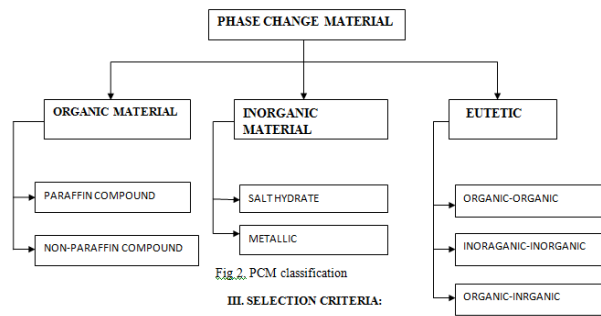 PHASE CHANGE MATERIAL
ORGANIC MATERIAL
INORGANIC
MATERIAL
EUTETIC
PARAFFIN COMPOUND
NON-PARAFFIN COMPOUND
SALT HYDRATE
METALLIC
ORGANIC-ORGANIC
INORAGANIC-INORGANIC
ORGANIC-INRGANIC
Fig.2. PCM classification
III. SELECTION CRITERIA: